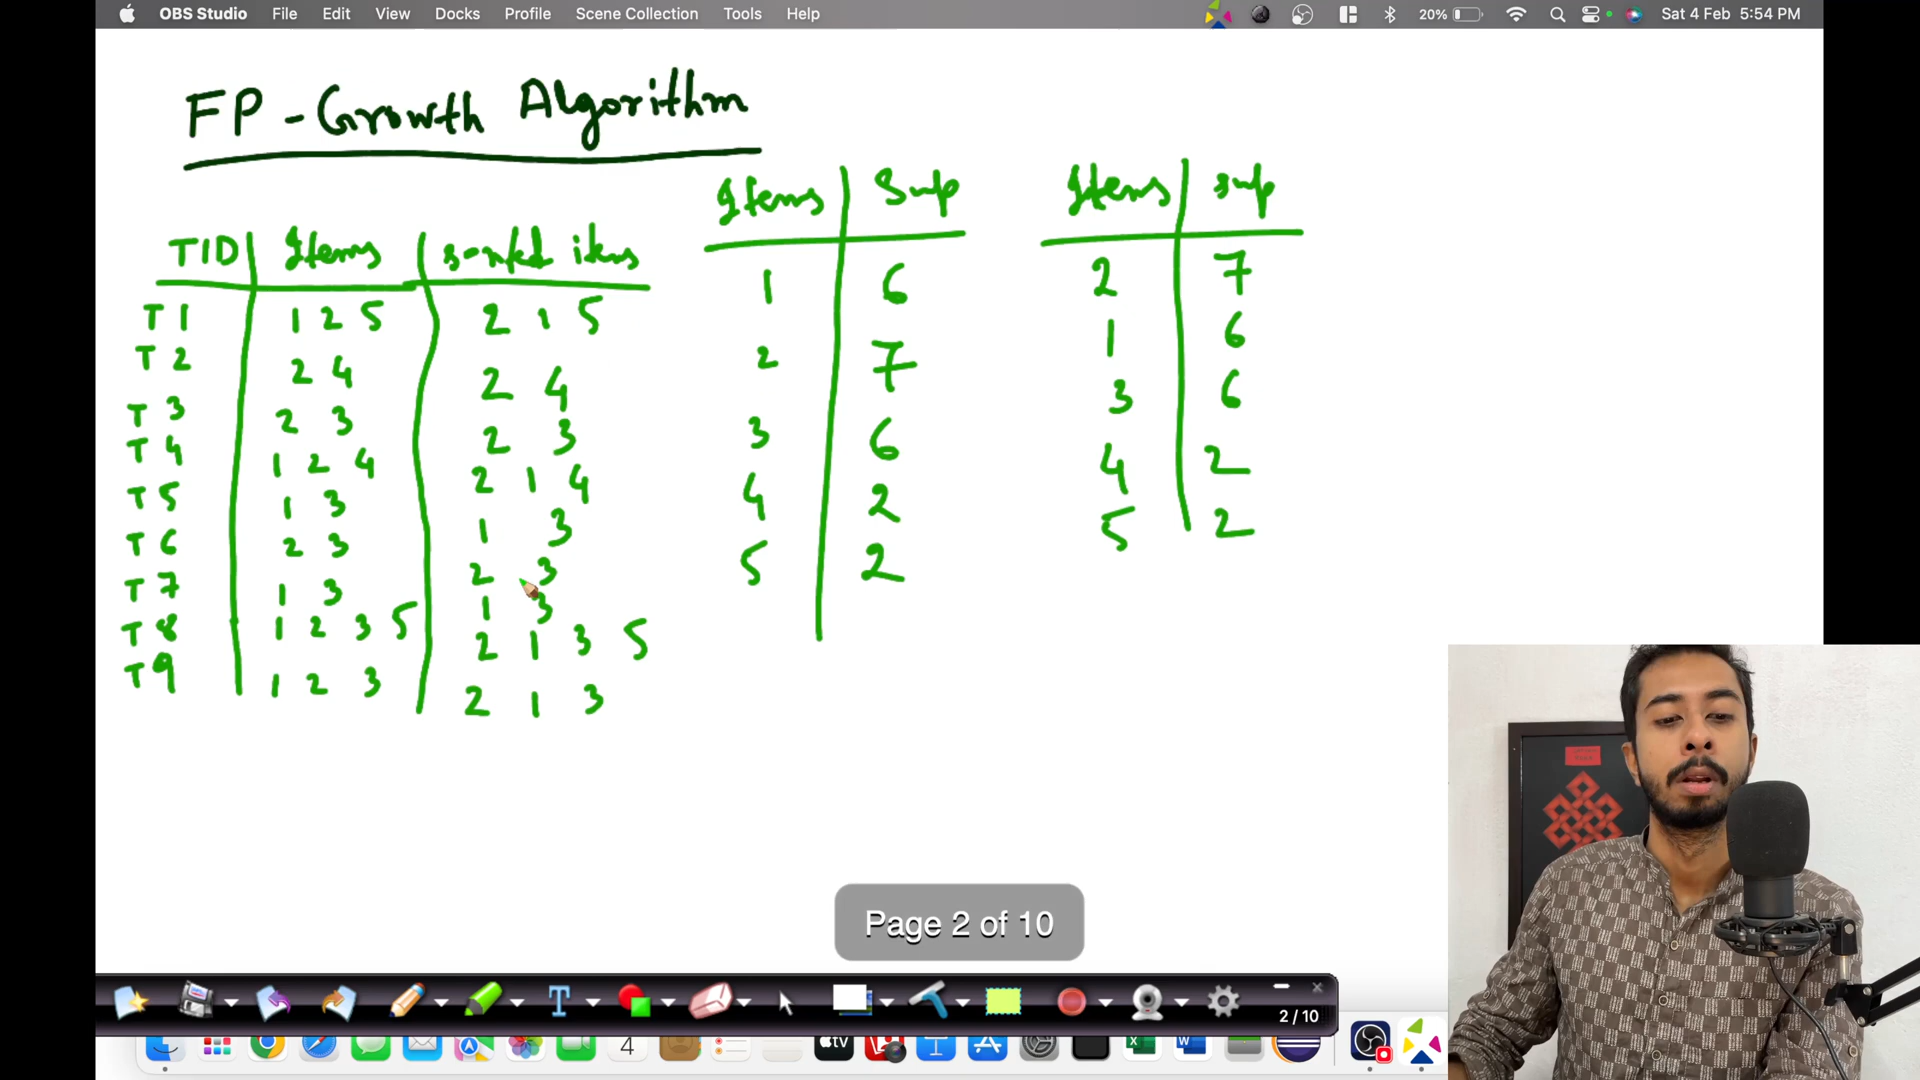 OBS Studio File Edit View Docks Profile Scene Collection Tools Help 20% Sat 4 Feb 5:54 PM
FP-Growth Algorithm
TID Items sorted items
T1 1 2 5 2 1 5
T2 2 4 2 4
T3 2 3 2 3
T4 1 2 4 2 1 4
T5 1 3 1 3
T6 2 3 2 3
T7 1 3 1 3
T8 1 2 3 5 2 1 3 5
T9 1 2 3 2 1 3
Items Sup
1 6
2 7
3 6
4 2
5 2
Items sup
2 7
1 6
3 6
4 2
5 2
Page 2 of 10
T
2/10
4
tv